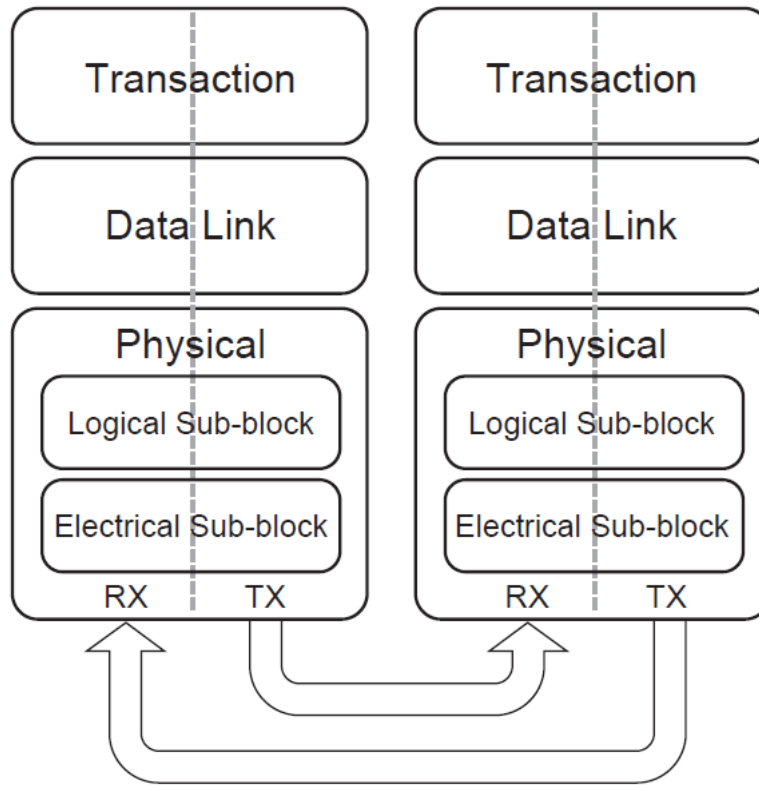 Transaction
Transaction
Data Link
Data Link
Physical
Physical
Logical Sub-block
Logical Sub-block
Electrical Sub-block
Electrical Sub-block
RX TX
RX TX